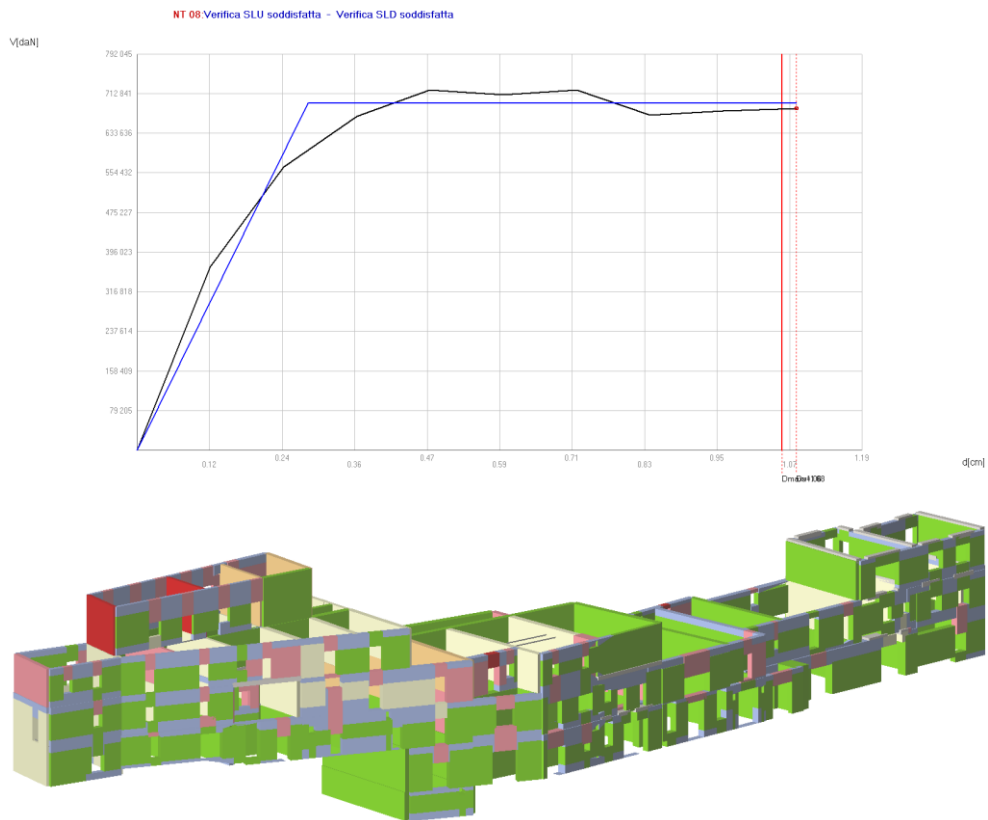 NT 08:Verifica SLU soddisfatta - Verifica SLD soddisfatta
V[daN]
792 045
712 841
633 636
554 432
475 227
396 023
316 818
237 614
158 409
79 205
0.12 0.24 0.36 0.47 0.59 0.71 0.83 0.95 1.07 1.19
d[cm]